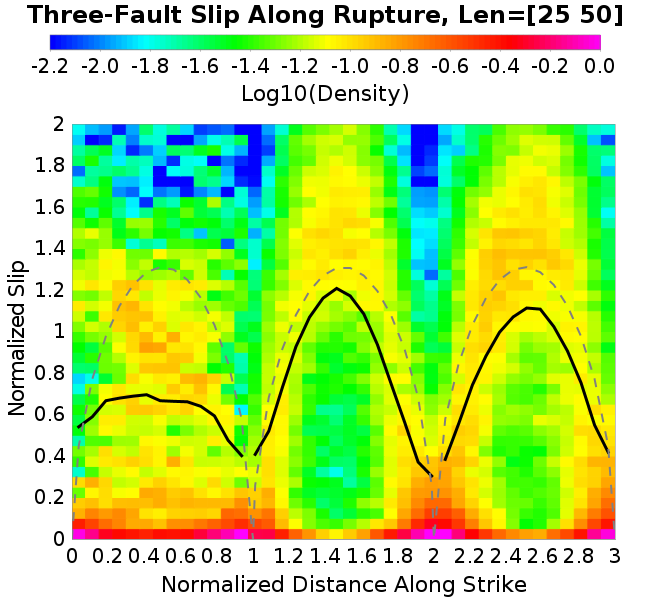 Three-Fault Slip Along Rupture, Len=[25 50]
-2.2 -2.0 -1.8 -1.6 -1.4 -1.2 -1.0 -0.8 -0.6 -0.4 -0.2 0.0
Log10(Density)
2
1.8
1.6
1.4
1.2
1
0.8
0.6
0.4
0.2
0
Normalized Slip
0 0.2 0.4 0.6 0.8 1 1.2 1.4 1.6 1.8 2 2.2 2.4 2.6 2.8 3
Normalized Distance Along Strike